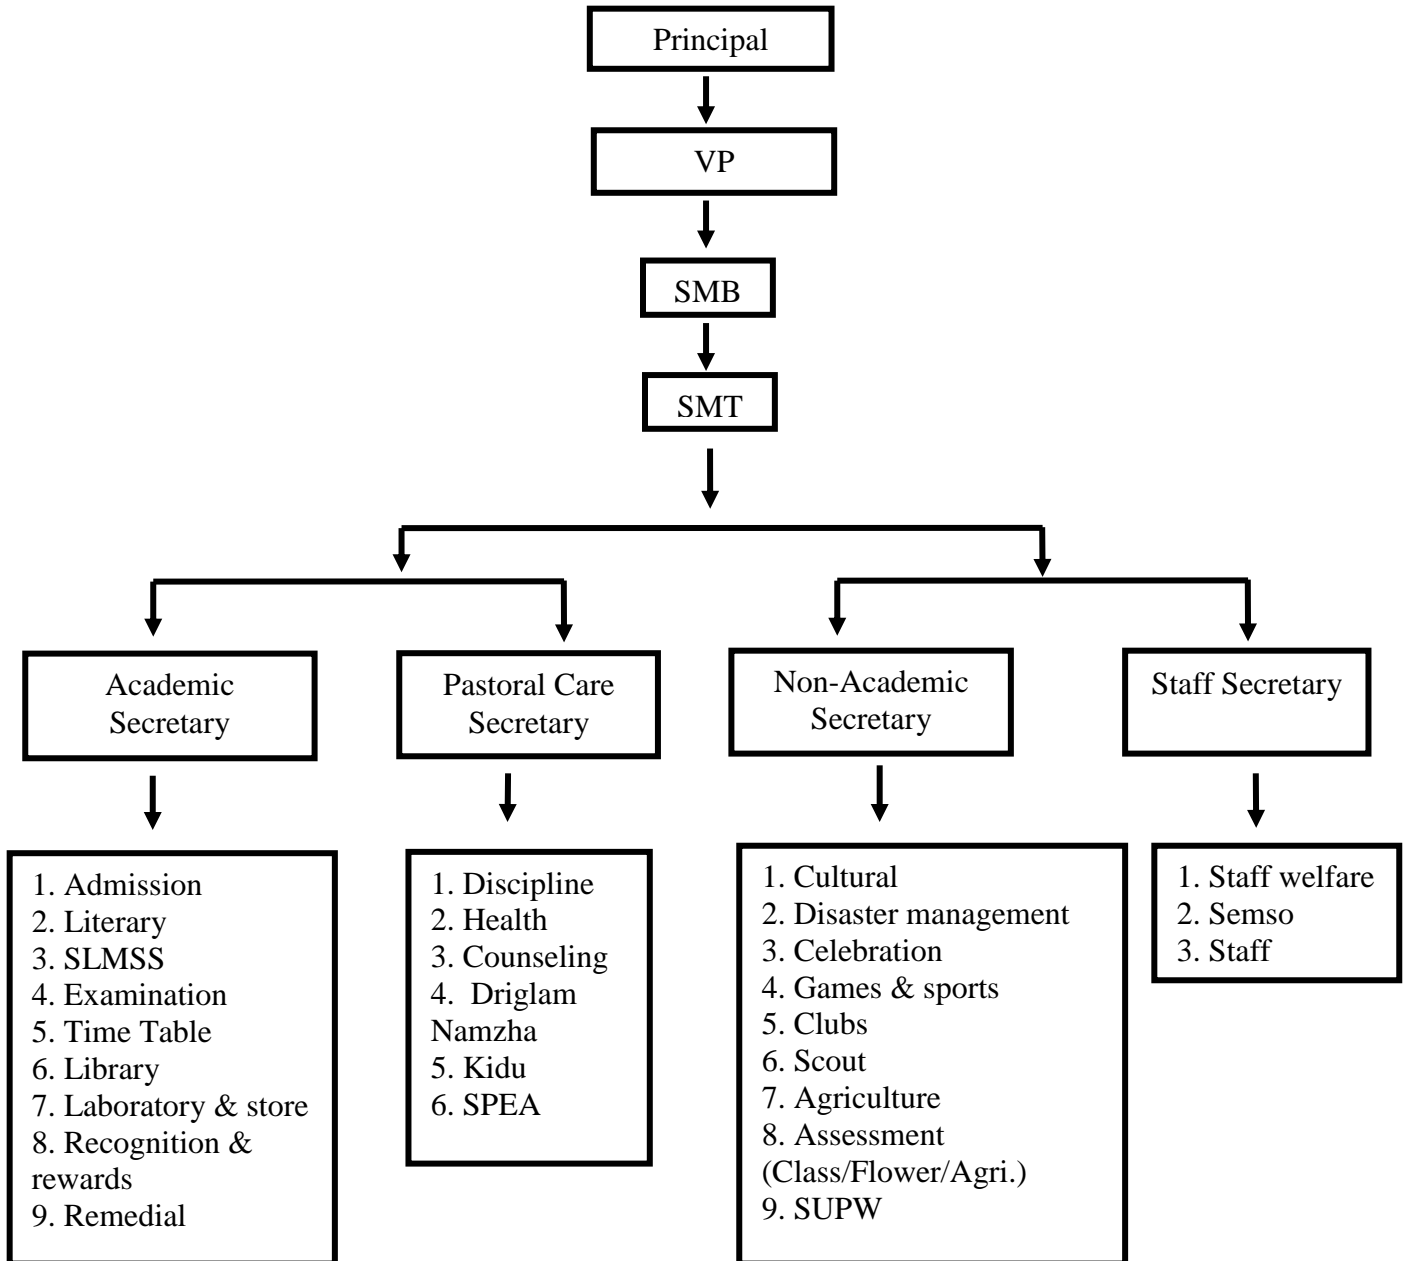 Principal
VP
SMB
SMT
Academic
Secretary
Pastoral Care
Secretary
Non-Academic
Secretary
Staff Secretary
1. Admission
2. Literary
3. SLMSS
4. Examination
5. Time Table
6. Library
7. Laboratory & store
8. Recognition &
rewards
9. Remedial
1. Discipline
2. Health
3. Counseling
4. Driglam
Namzha
5. Kidu
6. SPEA
1. Cultural
2. Disaster management
3. Celebration
4. Games & sports
5. Clubs
6. Scout
7. Agriculture
8. Assessment
(Class/Flower/Agri.)
9. SUPW
1. Staff welfare
2. Semso
3. Staff